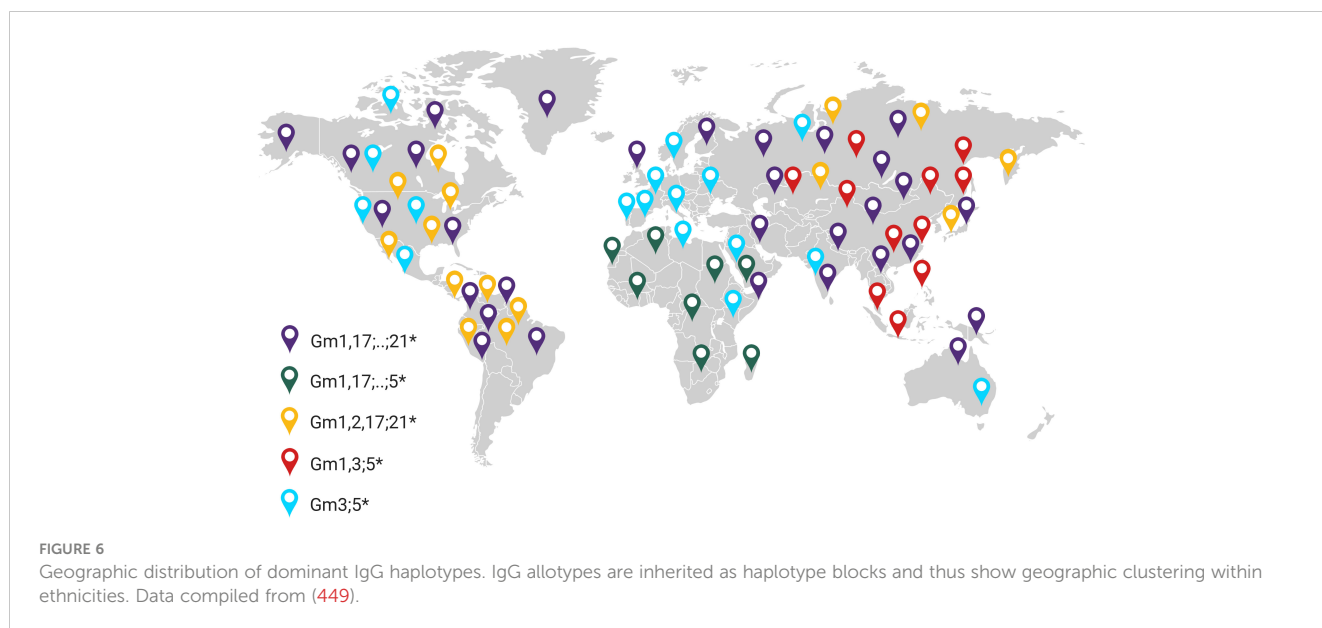 Gm1,17;..;21*
Gm1,17;..;5*
Gm1,2,17;21*
Gm1,3;5*
Gm3;5*
FIGURE 6
Geographic distribution of dominant IgG haplotypes. IgG allotypes are inherited as haplotype blocks and thus show geographic clustering within
ethnicities. Data compiled from (449).